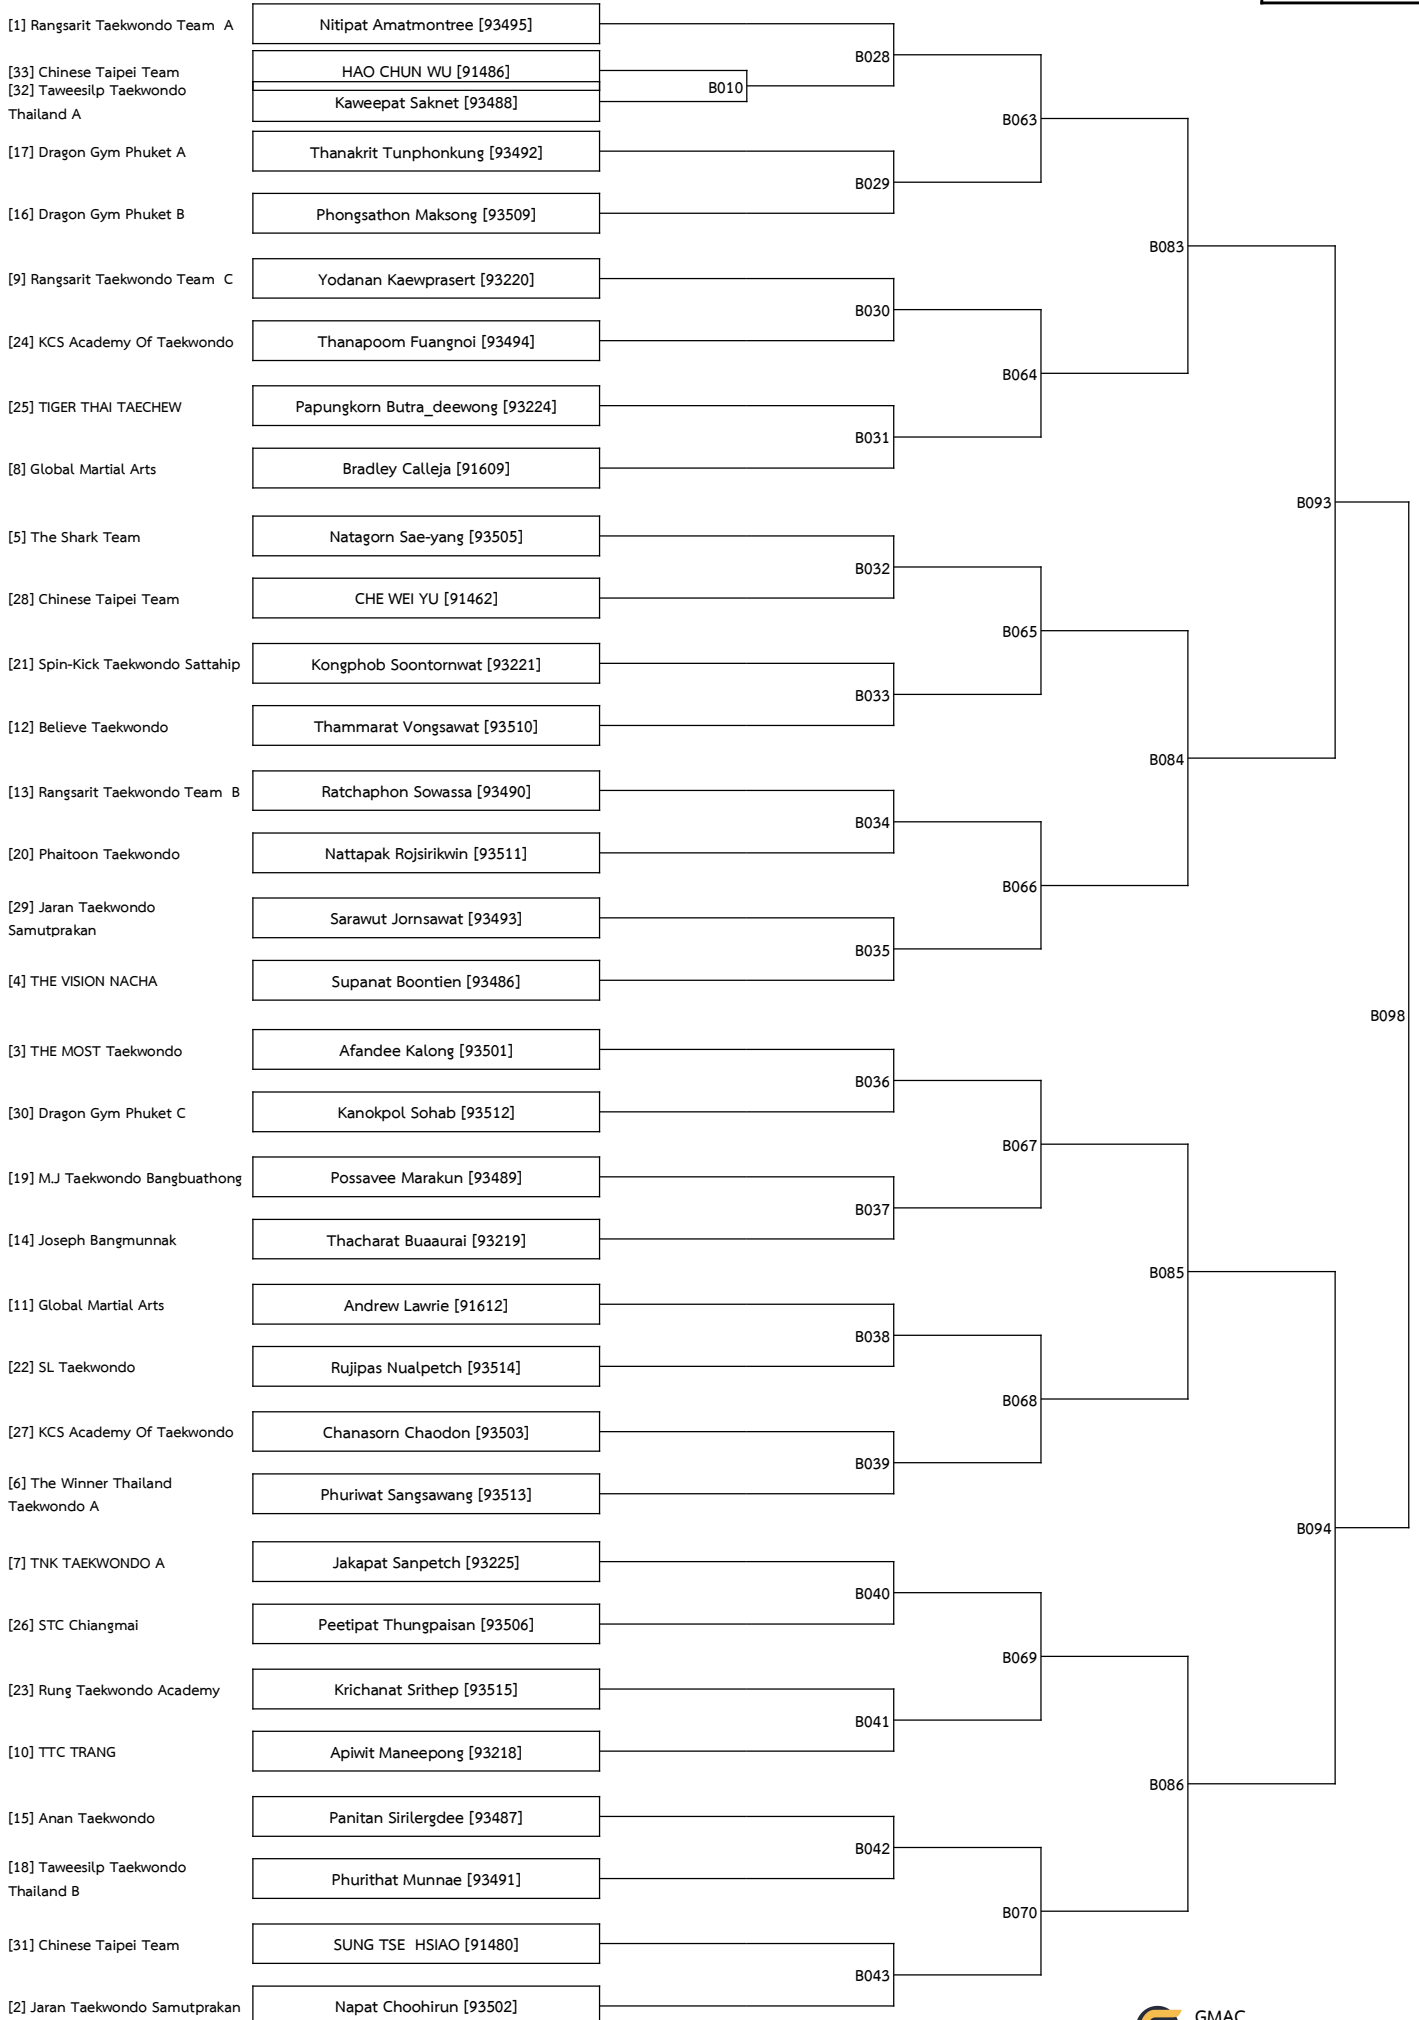 [1] Rangsarit Taekwondo Team A
Nitipat Amatmontree [93495]
B028
[33] Chinese Taipei Team
HAO CHUN WU [91486]
B010
[32] Taweesilp Taekwondo
Thailand A
Kaweepat Saknet [93488]
B063
[17] Dragon Gym Phuket A
Thanakrit Tunphonkung [93492]
B029
[16] Dragon Gym Phuket B
Phongsathon Maksong [93509]
B083
[9] Rangsarit Taekwondo Team C
Yodanan Kaewprasert [93220]
B030
[24] KCS Academy Of Taekwondo
Thanapoom Fuangnoi [93494]
B064
[25] TIGER THAI TAECHEW
Papungkorn Butra_deewong [93224]
B031
[8] Global Martial Arts
Bradley Calleja [91609]
B093
[5] The Shark Team
Natagorn Sae-yang [93505]
B032
[28] Chinese Taipei Team
CHE WEI YU [91462]
B065
[21] Spin-Kick Taekwondo Sattahip
Kongphob Soontornwat [93221]
B033
[12] Believe Taekwondo
Thammarat Vongsawat [93510]
B084
[13] Rangsarit Taekwondo Team B
Ratchaphon Sowassa [93490]
B034
[20] Phaitoon Taekwondo
Nattapak Rojsirikwin [93511]
B066
[29] Jaran Taekwondo
Samutprakan
Sarawut Jornsawat [93493]
B035
[4] THE VISION NACHA
Supanat Boontien [93486]
B098
[3] THE MOST Taekwondo
Afandee Kalong [93501]
B036
[30] Dragon Gym Phuket C
Kanokpol Sohab [93512]
B067
[19] M.J Taekwondo Bangbuathong
Possavee Marakun [93489]
B037
[14] Joseph Bangmunnak
Thacharat Buaaurai [93219]
B085
[11] Global Martial Arts
Andrew Lawrie [91612]
B038
[22] SL Taekwondo
Rujipas Nualpetch [93514]
B068
[27] KCS Academy Of Taekwondo
Chanasorn Chaodon [93503]
B039
[6] The Winner Thailand
Taekwondo A
Phuriwat Sangsawang [93513]
B094
[7] TNK TAEKWONDO A
Jakapat Sanpetch [93225]
B040
[26] STC Chiangmai
Peetipat Thungpaisan [93506]
B069
[23] Rung Taekwondo Academy
Krichanat Srithep [93515]
B041
[10] TTC TRANG
Apiwit Maneepong [93218]
B086
[15] Anan Taekwondo
Panitan Sirilergdee [93487]
B042
[18] Taweesilp Taekwondo
Thailand B
Phurithat Munnae [93491]
B070
[31] Chinese Taipei Team
SUNG TSE HSIAO [91480]
B043
[2] Jaran Taekwondo Samutprakan
Napat Choohirun [93502]
GMAC